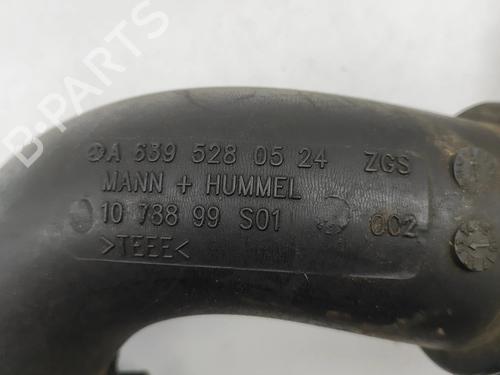 A 639 528 05 24 ZGS
MANN + HUMMEL
10 788 99 S01 002
>TEEE<
B-PARTS